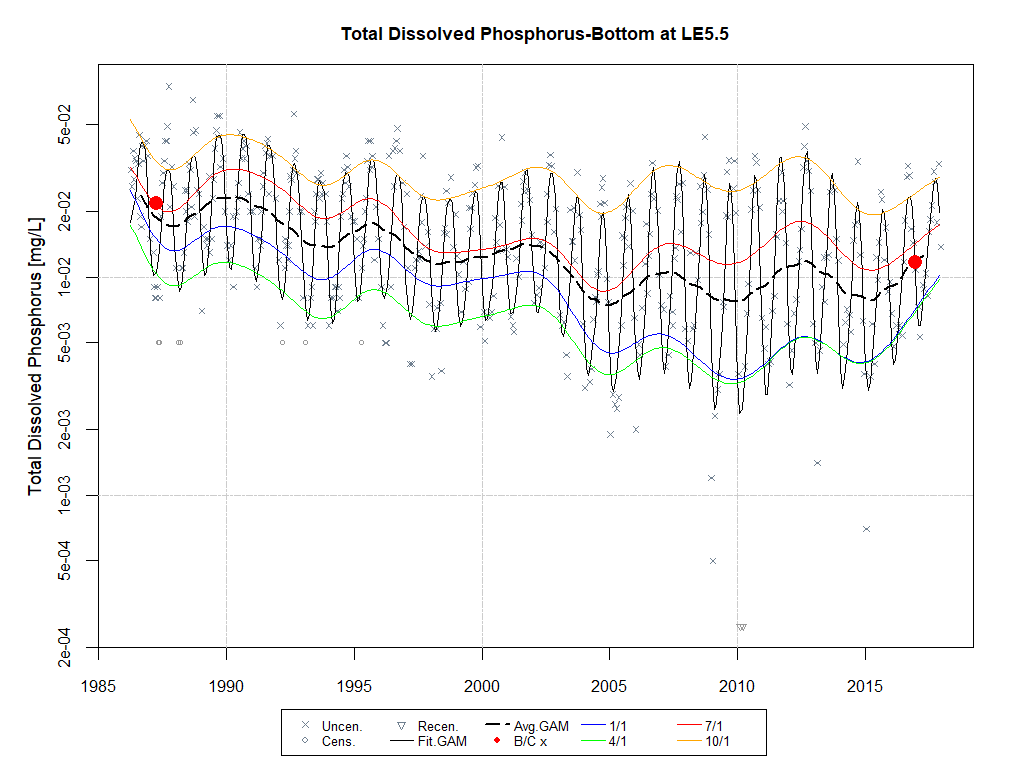 Total Dissolved Phosphorus-Bottom at LE5.5
Total Dissolved Phosphorus [mg/L]
5e-02
2e-02
1e-02
5e-03
2e-03
1e-03
5e-04
2e-04
1985 1990 1995 2000 2005 2010 2015
Uncen. Recen. Avg.GAM 1/1 7/1
Cens. Fit.GAM B/C x 4/1 10/1